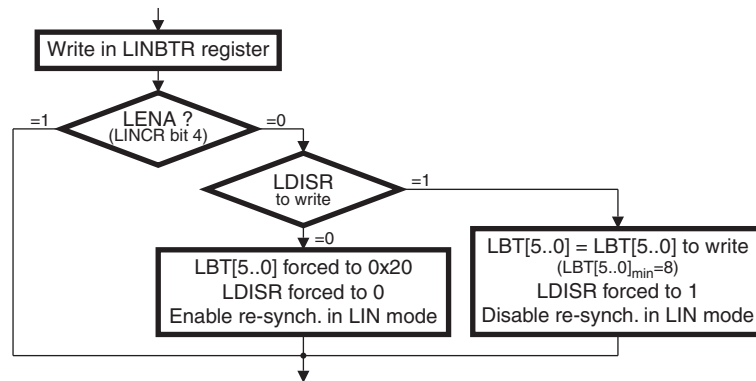 Write in LINBTR register
LENA ?
(LINCR bit 4)
=1
=0
LDISR
to write
=1
=0
LBT[5..0] forced to 0x20
LDISR forced to 0
Enable re-synch. in LIN mode
LBT[5..0] = LBT[5..0] to write
(LBT[5..0]min=8)
LDISR forced to 1
Disable re-synch. in LIN mode